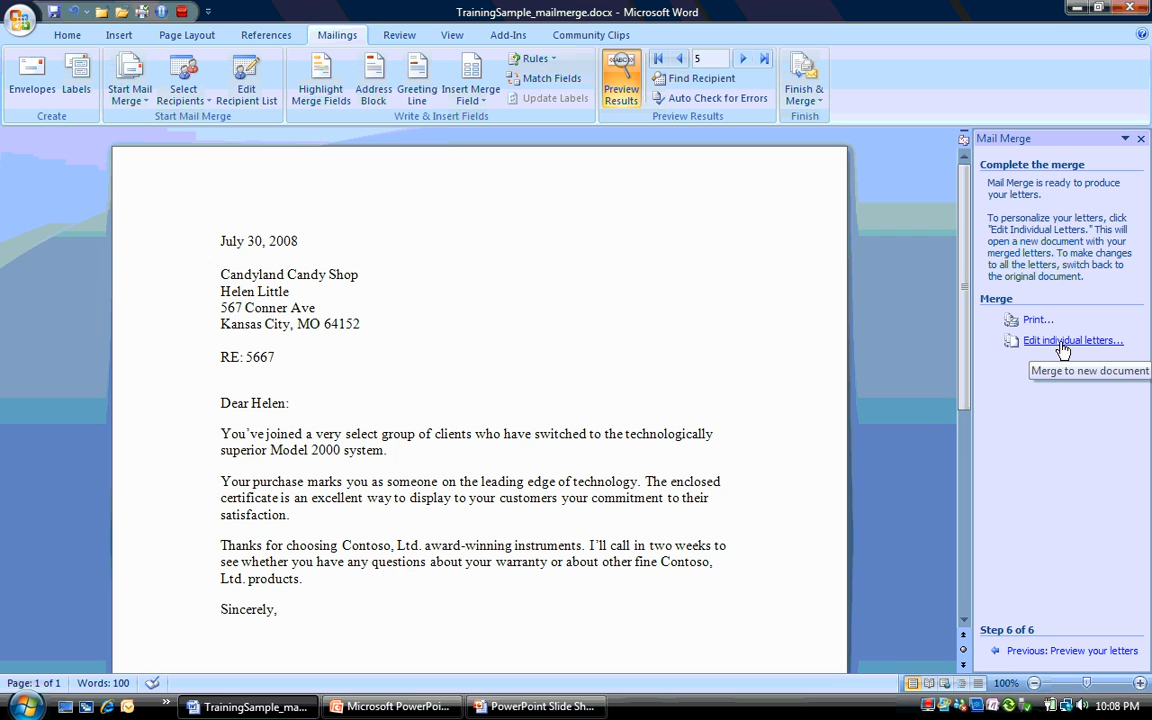 TrainingSample_mailmerge.docx - Microsoft Word
Home Insert Page Layout References Mailings Review View Add-Ins Community Clips
Envelopes
Labels
Create
Start Mail
Merge
Select
Recipients
Edit
Recipient List
Start Mail Merge
Highlight
Merge Fields
Address
Block
Greeting
Line
Insert Merge
Field
Rules
Match Fields
Update Labels
Write & Insert Fields
ABC
Preview
Results
5
Find Recipient
Auto Check for Errors
Preview Results
Finish &
Merge
Finish
July 30, 2008
Candyland Candy Shop
Helen Little
567 Conner Ave
Kansas City, MO 64152
RE: 5667
Dear Helen:
You've joined a very select group of clients who have switched to the technologically
superior Model 2000 system.
Your purchase marks you as someone on the leading edge of technology. The enclosed
certificate is an excellent way to display to your customers your commitment to their
satisfaction.
Thanks for choosing Contoso, Ltd. award-winning instruments. I'll call in two weeks to
see whether you have any questions about your warranty or about other fine Contoso,
Ltd. products.
Sincerely,
Mail Merge
Complete the merge
Mail Merge is ready to produce
your letters.
To personalize your letters, click
"Edit Individual Letters." This will
open a new document with your
merged letters. To make changes
to all the letters, switch back to
the original document.
Merge
Print...
Edit individual letters...
Merge to new document
Step 6 of 6
Previous: Preview your letters
Page: 1 of 1 Words: 100 100%
TrainingSample_ma... Microsoft PowerPoi... PowerPoint Slide Sh... 10:08 PM